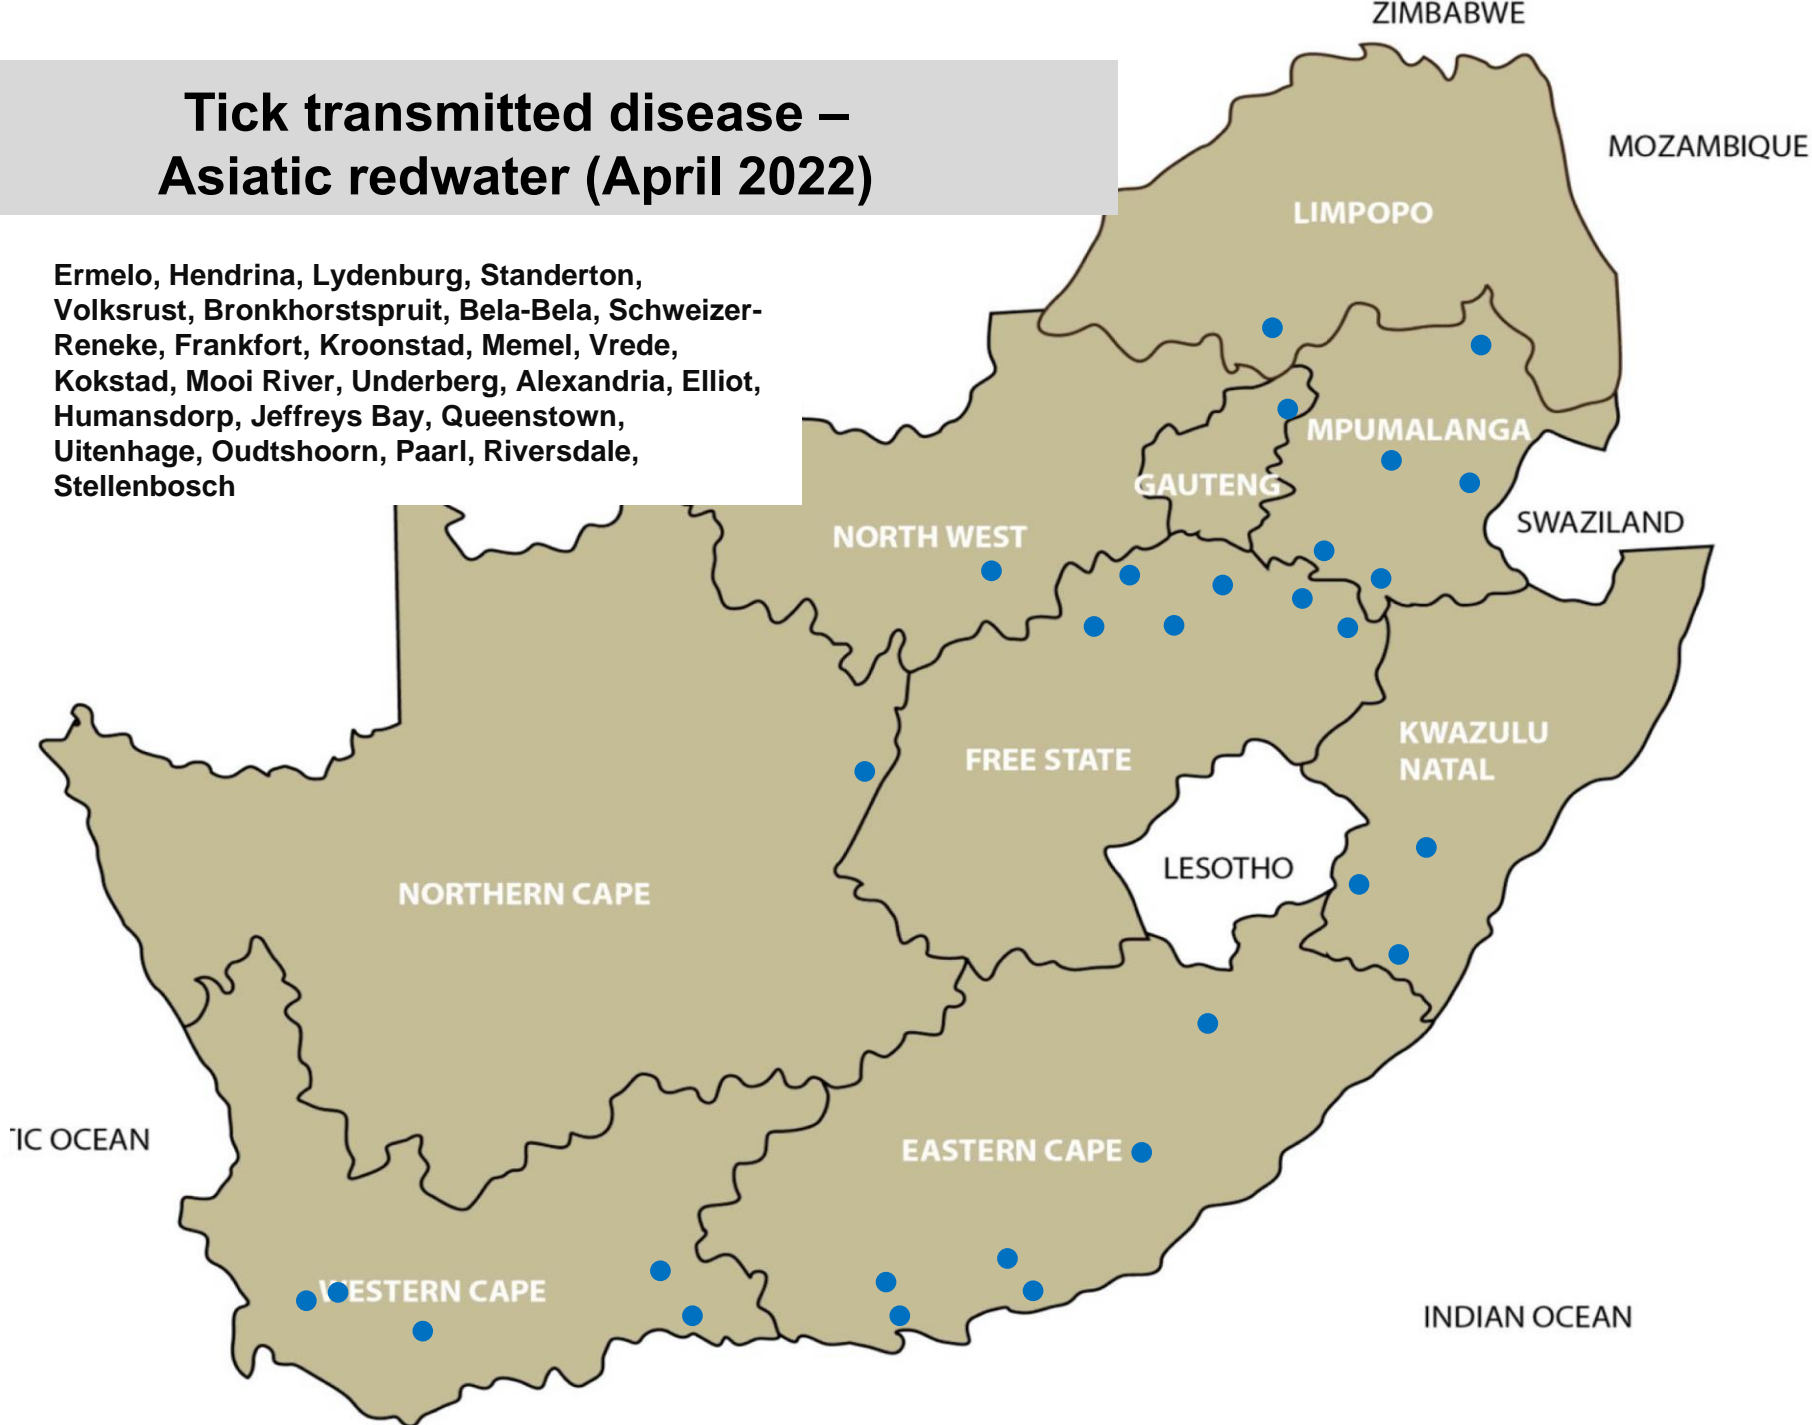 ZIMBABWE
Tick transmitted disease –
Asiatic redwater (April 2022)
MOZAMBIQUE
LIMPOPO
Ermelo, Hendrina, Lydenburg, Standerton,
Volksrust, Bronkhorstspruit, Bela-Bela, Schweizer-
Reneke, Frankfort, Kroonstad, Memel, Vrede,
Kokstad, Mooi River, Underberg, Alexandria, Elliot,
Humansdorp, Jeffreys Bay, Queenstown,
Uitenhage, Oudtshoorn, Paarl, Riversdale,
Stellenbosch
MPUMALANGA
GAUTENG
SWAZILAND
NORTH WEST
KWAZULU
NATAL
FREE STATE
LESOTHO
NORTHERN CAPE
TIC OCEAN
EASTERN CAPE
WESTERN CAPE
INDIAN OCEAN